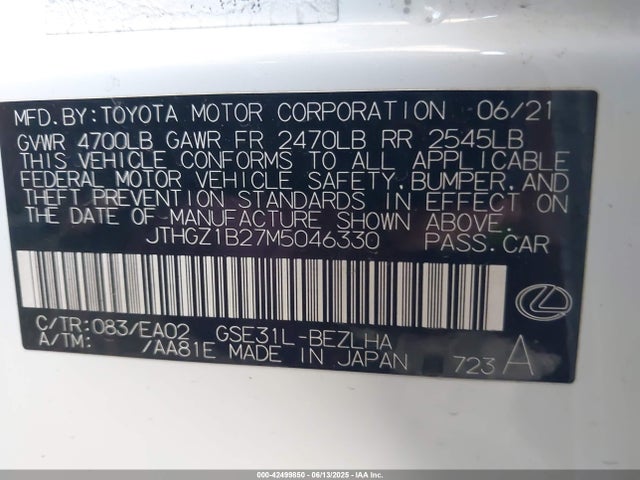 MFD. BY: TOYOTA MOTOR CORPORATION 06/21
GVWR 4700LB GAWR FR 2470LB RR 2545LB
THIS VEHICLE CONFORMS TO ALL APPLICABLE
FEDERAL MOTOR VEHICLE SAFETY, BUMPER, AND
THEFT PREVENTION STANDARDS IN EFFECT ON
THE DATE OF MANUFACTURE SHOWN ABOVE.
JTHGZ1B27M5046330 PASS. CAR
C/TR: 083/EA02 GSE31L-BEZLHA
A/TM: /AA81E MADE IN JAPAN 723 A
000-42499850 - 06/13/2025 - IAA Inc.